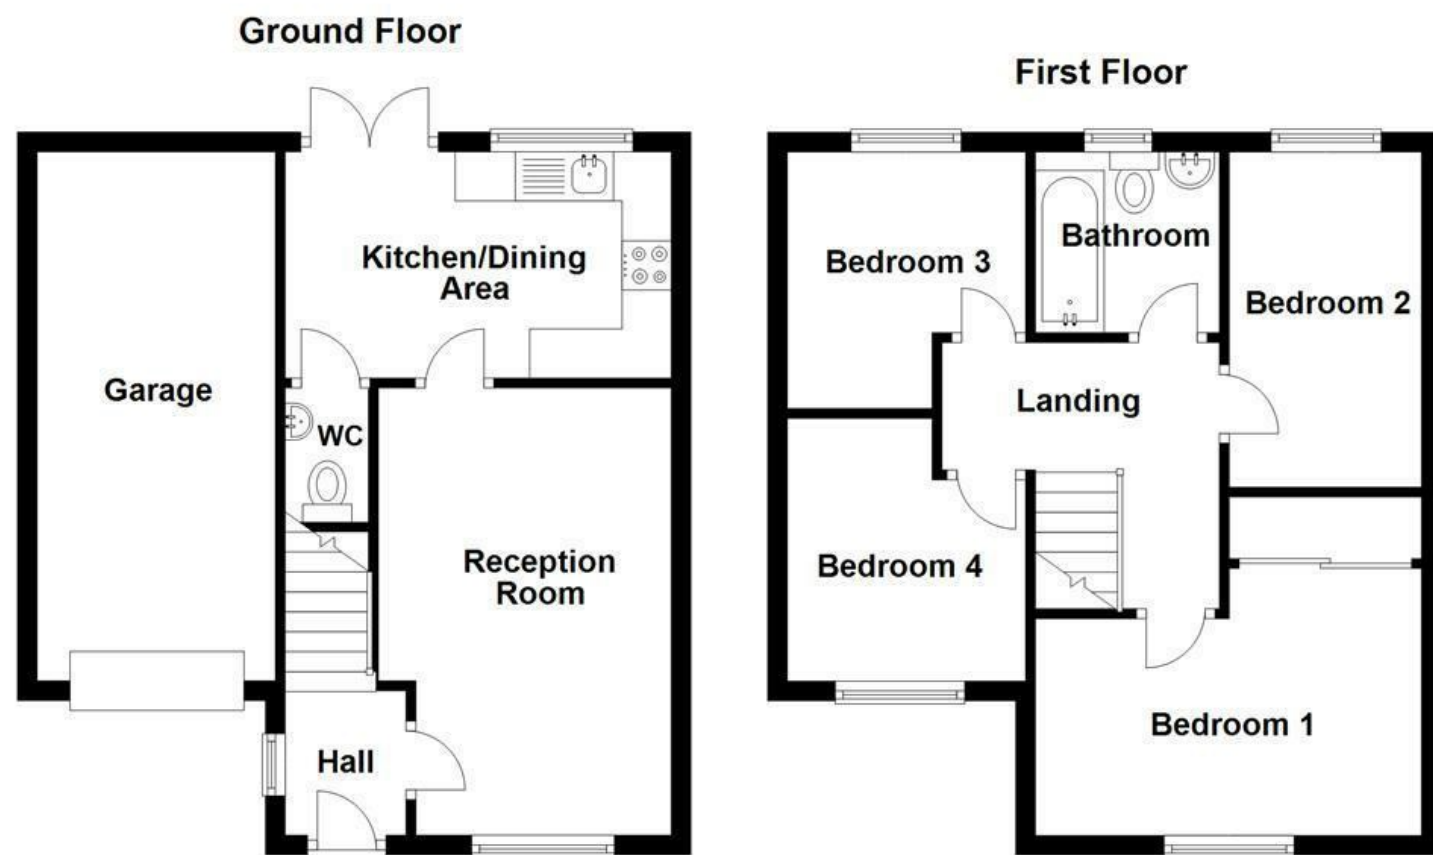 Ground Floor
Kitchen/Dining
Area
Garage
WC
Reception
Room
Hall
First Floor
Bedroom 3
Bathroom
Bedroom 2
Landing
Bedroom 4
Bedroom 1